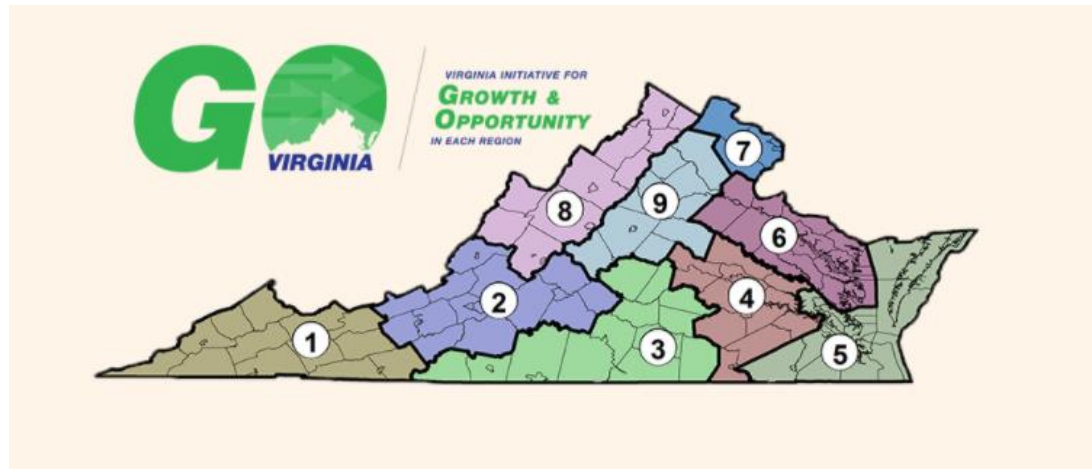 GO
VIRGINIA
VIRGINIA INITIATIVE FOR
GROWTH &
OPPORTUNITY
IN EACH REGION
7
8
9
6
2
4
1
3
5